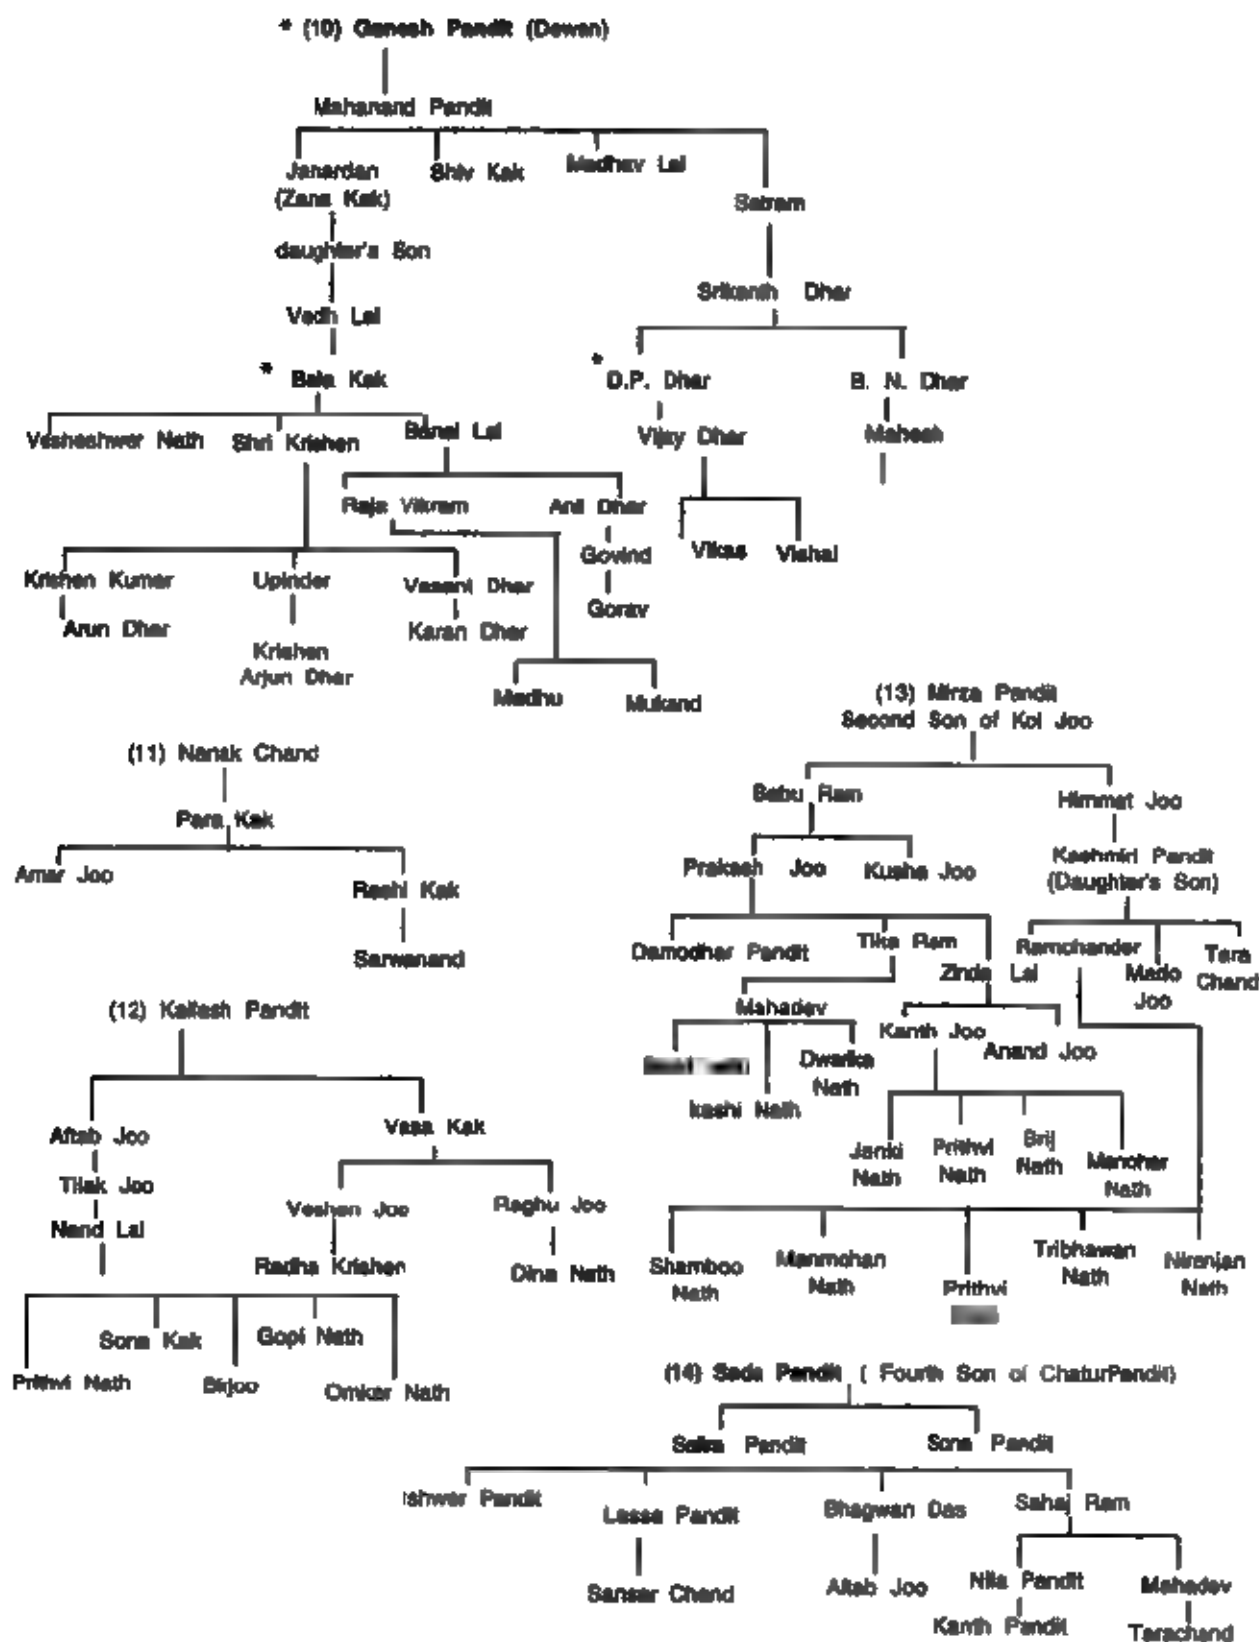 * (10) Ganesh Pandit (Dewan)
Mahanand Pandit
Janardan
(Zana Kak)
Shiv Kak
Madhav Lal
Satram
daughter's Son
Srikanth Dhar
Vedh Lal
* Bala Kak
* D.P. Dhar
B. N. Dhar
Vesheshwer Nath
Shri Krishen
Bansi Lal
Vijay Dhar
Mahesh
Raja Vikram
Anil Dhar
Govind
Gorav
Vikas
Vishal
Krishen Kumar
Upinder
Vasant Dhar
Arun Dhar
Krishen
Arjun Dhar
Karan Dhar
Madhu
Mukand
(13) Mirza Pandit
Second Son of Kol Joo
(11) Nanak Chand
Para Kak
Amar Joo
Rashi Kak
Sarwanand
Babu Ram
Himmat Joo
Prakash Joo
Kusha Joo
Kashmiri Pandit
(Daughter's Son)
Damodhar Pandit
Tika Ram
Zinda Lal
Ramchander
Mado
Joo
Tara
Chand
Mahadev
Kanth Joo
Anand Joo
Dwarika
Nath
kashi Nath
Janki
Nath
Prithvi
Nath
Brij
Nath
Manohar
Nath
Shamboo
Nath
Manmohan
Nath
Prithvi
Tribhawan
Nath
Niranjan
Nath
(12) Kailash Pandit
Aftab Joo
Vasa Kak
Tilak Joo
Nand Lal
Veshen Joo
Raghu Joo
Radha Krishen
Dina Nath
Prithvi Nath
Sona Kak
Birjoo
Gopi Nath
Omkar Nath
(14) Sada Pandit ( Fourth Son of ChaturPandit)
Pandit
Sona Pandit
ishwer Pandit
Lassa Pandit
Bhagwan Das
Sahaj Ram
Sansar Chand
Aftab Joo
Nila Pandit
Mahadev
Kanth Pandit
Tarachand